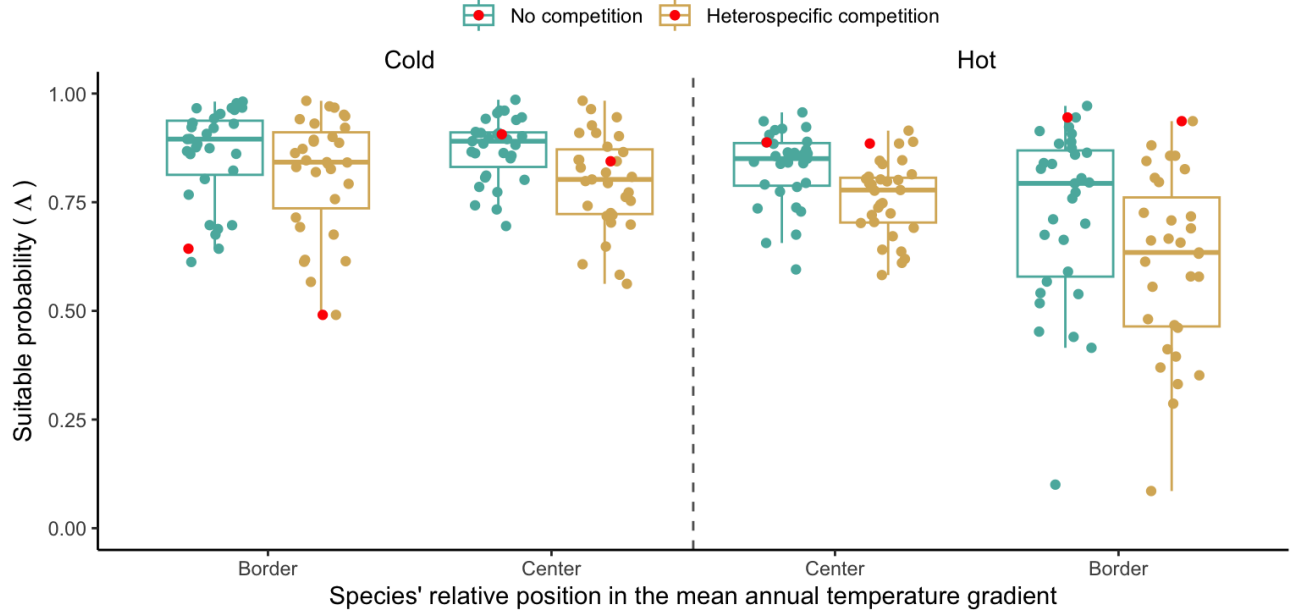 No competition Heterospecific competition
Cold Hot
Suitable probability ( Λ )
1.00
0.75
0.50
0.25
0.00
Border Center Center Border
Species' relative position in the mean annual temperature gradient